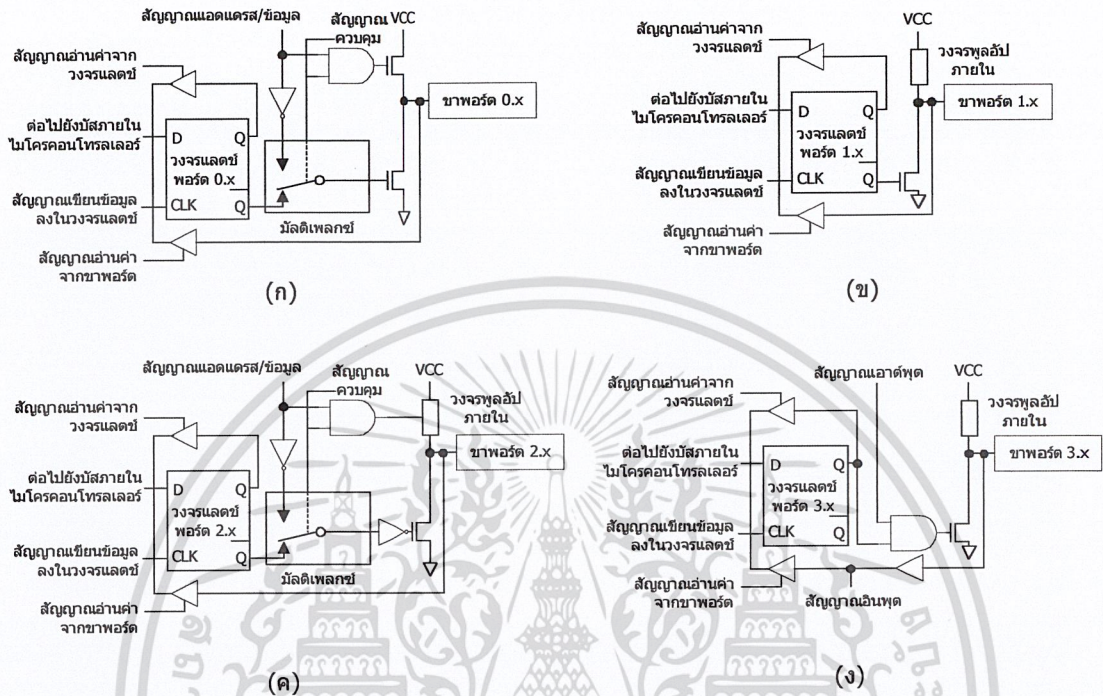 สัญญาณแอดแดรส/ข้อมูล
สัญญาณ
ควบคุม
VCC
สัญญาณอ่านค่าจาก
วงจรแลตช์
ต่อไปยังบัสภายใน
ไมโครคอนโทรลเลอร์
D
Q
วงจรแลตช์
พอร์ต 0.x
CLK
Q
สัญญาณเขียนข้อมูล
ลงในวงจรแลตช์
สัญญาณอ่านค่า
จากขาพอร์ต
มัลติเพลกซ์
ขาพอร์ต 0.x
(ก)
สัญญาณอ่านค่าจาก
วงจรแลตช์
VCC
วงจรพูลอัป
ภายใน
ขาพอร์ต 1.x
ต่อไปยังบัสภายใน
ไมโครคอนโทรลเลอร์
D
Q
วงจรแลตช์
พอร์ต 1.x
CLK
Q
สัญญาณเขียนข้อมูล
ลงในวงจรแลตช์
สัญญาณอ่านค่า
จากขาพอร์ต
(ข)
สัญญาณแอดแดรส/ข้อมูล
สัญญาณ
ควบคุม
VCC
วงจรพูลอัป
ภายใน
ขาพอร์ต 2.x
สัญญาณอ่านค่าจาก
วงจรแลตช์
ต่อไปยังบัสภายใน
ไมโครคอนโทรลเลอร์
D
Q
วงจรแลตช์
พอร์ต 2.x
CLK
Q
สัญญาณเขียนข้อมูล
ลงในวงจรแลตช์
สัญญาณอ่านค่า
จากขาพอร์ต
มัลติเพลกซ์
(ค)
สัญญาณเอาต์พุต
VCC
วงจรพูลอัป
ภายใน
ขาพอร์ต 3.x
สัญญาณอ่านค่าจาก
วงจรแลตช์
ต่อไปยังบัสภายใน
ไมโครคอนโทรลเลอร์
D
Q
วงจรแลตช์
พอร์ต 3.x
CLK
Q
สัญญาณเขียนข้อมูล
ลงในวงจรแลตช์
สัญญาณอ่านค่า
จากขาพอร์ต
สัญญาณอินพุต
(ง)